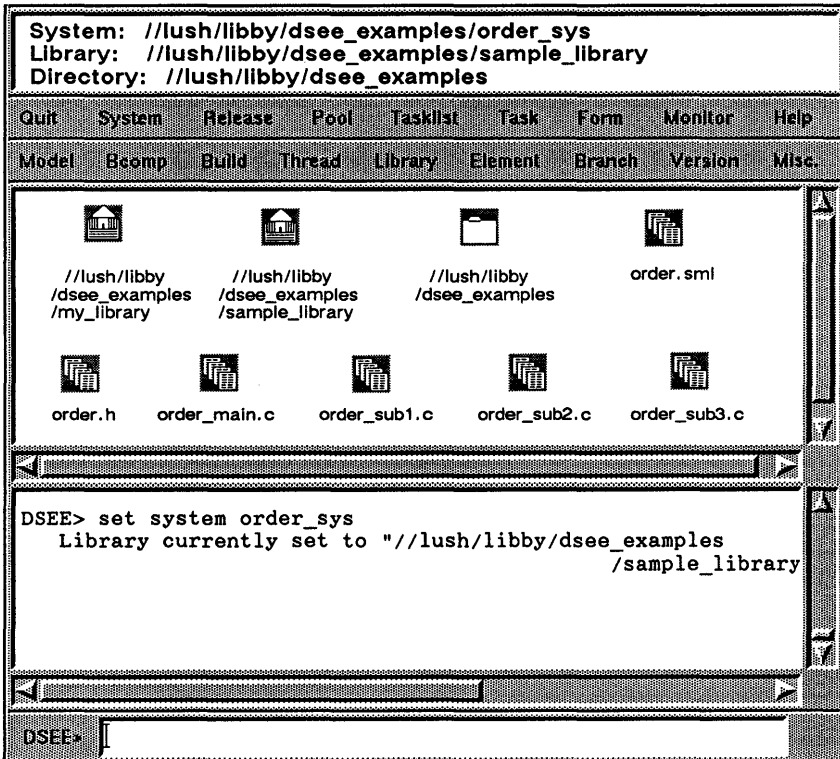 System: //lush/libby/dsee_examples/order_sys
Library: //lush/libby/dsee_examples/sample_library
Directory: //lush/libby/dsee_examples
Quit System Release Pool Tasklist Task Form Monitor Help
Model Bcomp Build Thread Library Element Branch Version Misc.
//lush/libby //lush/libby //lush/libby order.sml
/dsee_examples /dsee_examples /dsee_examples
/my_library /sample_library
order.h order_main.c order_sub1.c order_sub2.c order_sub3.c
DSEE> set system order_sys
Library currently set to "//lush/libby/dsee_examples
/sample_library
DSEE>